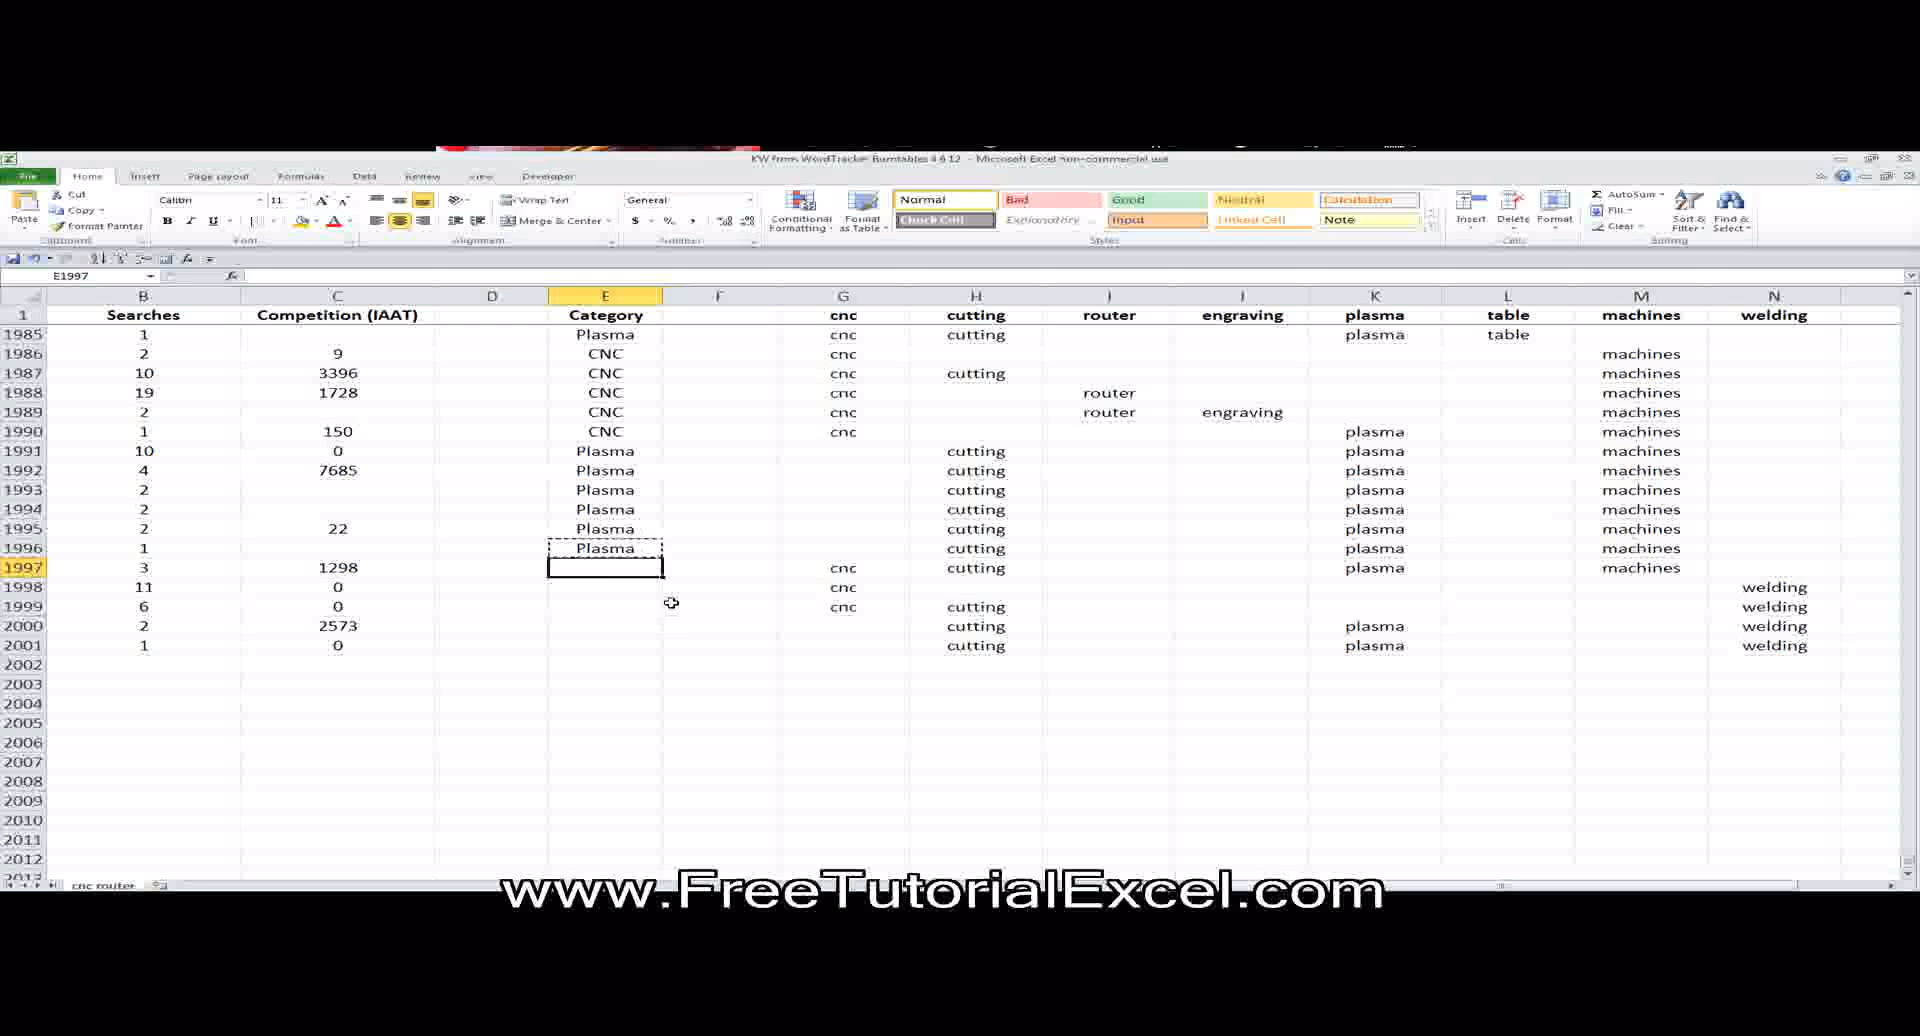 KW from WordTracker Burntables 4 6 12 - Microsoft Excel non-commercial use
File Home Insert Page Layout Formulas Data Review View Developer
Cut Calibri 11 Wrap Text General Normal Bad Good Neutral Calculation AutoSum
Copy Fill
Paste Format Painter B I U Merge & Center $ % Conditional Formatting Format as Table Check Cell Explanatory ... Input Linked Cell Note Insert Delete Format Clear Sort & Filter Find & Select
Clipboard Font Alignment Number Styles Cells Editing
E1997 fx
B C D E F G H I J K L M N
1 Searches Competition (IAAT) Category cnc cutting router engraving plasma table machines welding
1985 1 Plasma cnc cutting plasma table
1986 2 9 CNC cnc machines
1987 10 3396 CNC cnc cutting machines
1988 19 1728 CNC cnc router machines
1989 2 CNC cnc router engraving machines
1990 1 150 CNC cnc plasma machines
1991 10 0 Plasma cutting plasma machines
1992 4 7685 Plasma cutting plasma machines
1993 2 Plasma cutting plasma machines
1994 2 Plasma cutting plasma machines
1995 2 22 Plasma cutting plasma machines
1996 1 Plasma cutting plasma machines
1997 3 1298 cnc cutting plasma machines
1998 11 0 cnc welding
1999 6 0 cnc cutting welding
2000 2 2573 cutting plasma welding
2001 1 0 cutting plasma welding
2002
2003
2004
2005
2006
2007
2008
2009
2010
2011
2012
2013
cnc router
www.FreeTutorialExcel.com